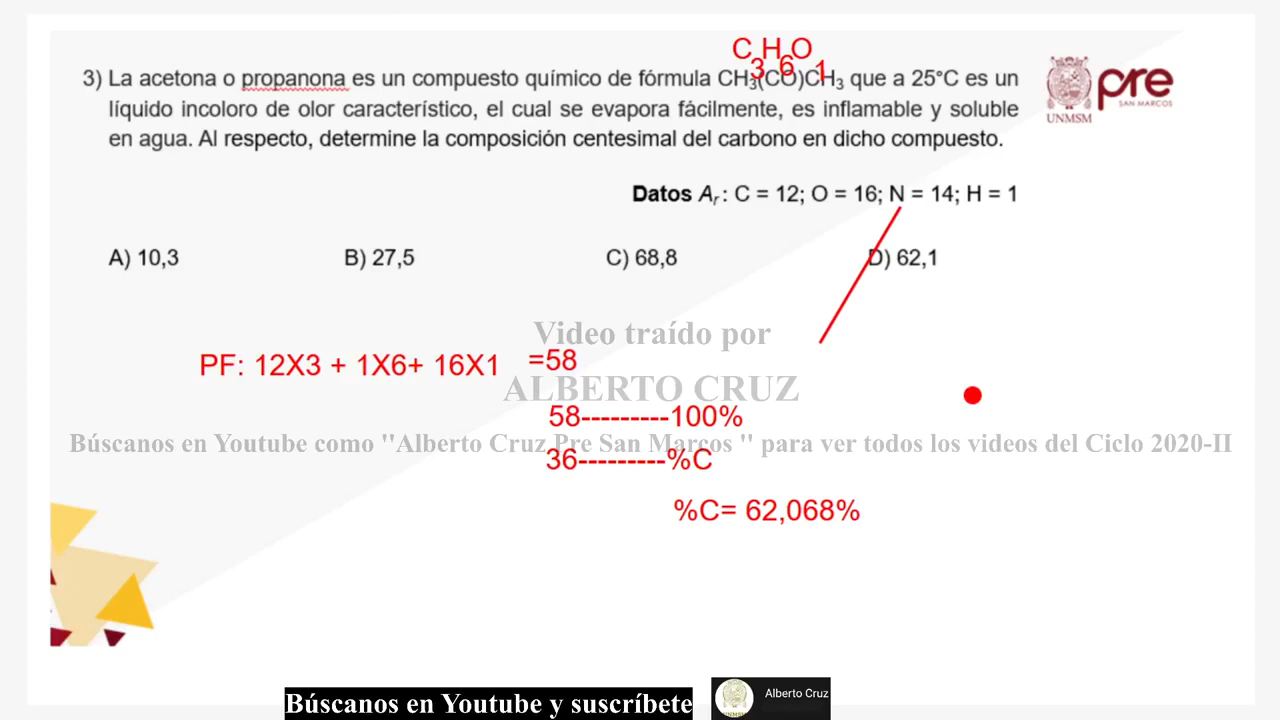 C H O
3 6 1
3) La acetona o propanona es un compuesto químico de fórmula CH3(CO)CH3 que a 25°C es un
líquido incoloro de olor característico, el cual se evapora fácilmente, es inflamable y soluble
en agua. Al respecto, determine la composición centesimal del carbono en dicho compuesto.
pre
SAN MARCOS
UNMSM
Datos Ar : C = 12; O = 16; N = 14; H = 1
A) 10,3 B) 27,5 C) 68,8 D) 62,1
Video traído por
PF: 12X3 + 1X6+ 16X1 =58
ALBERTO CRUZ
58---------100%
Búscanos en Youtube como ''Alberto Cruz Pre San Marcos '' para ver todos los videos del Ciclo 2020-II
36---------%C
%C= 62,068%
Búscanos en Youtube y suscríbete
Alberto Cruz
UNMSM